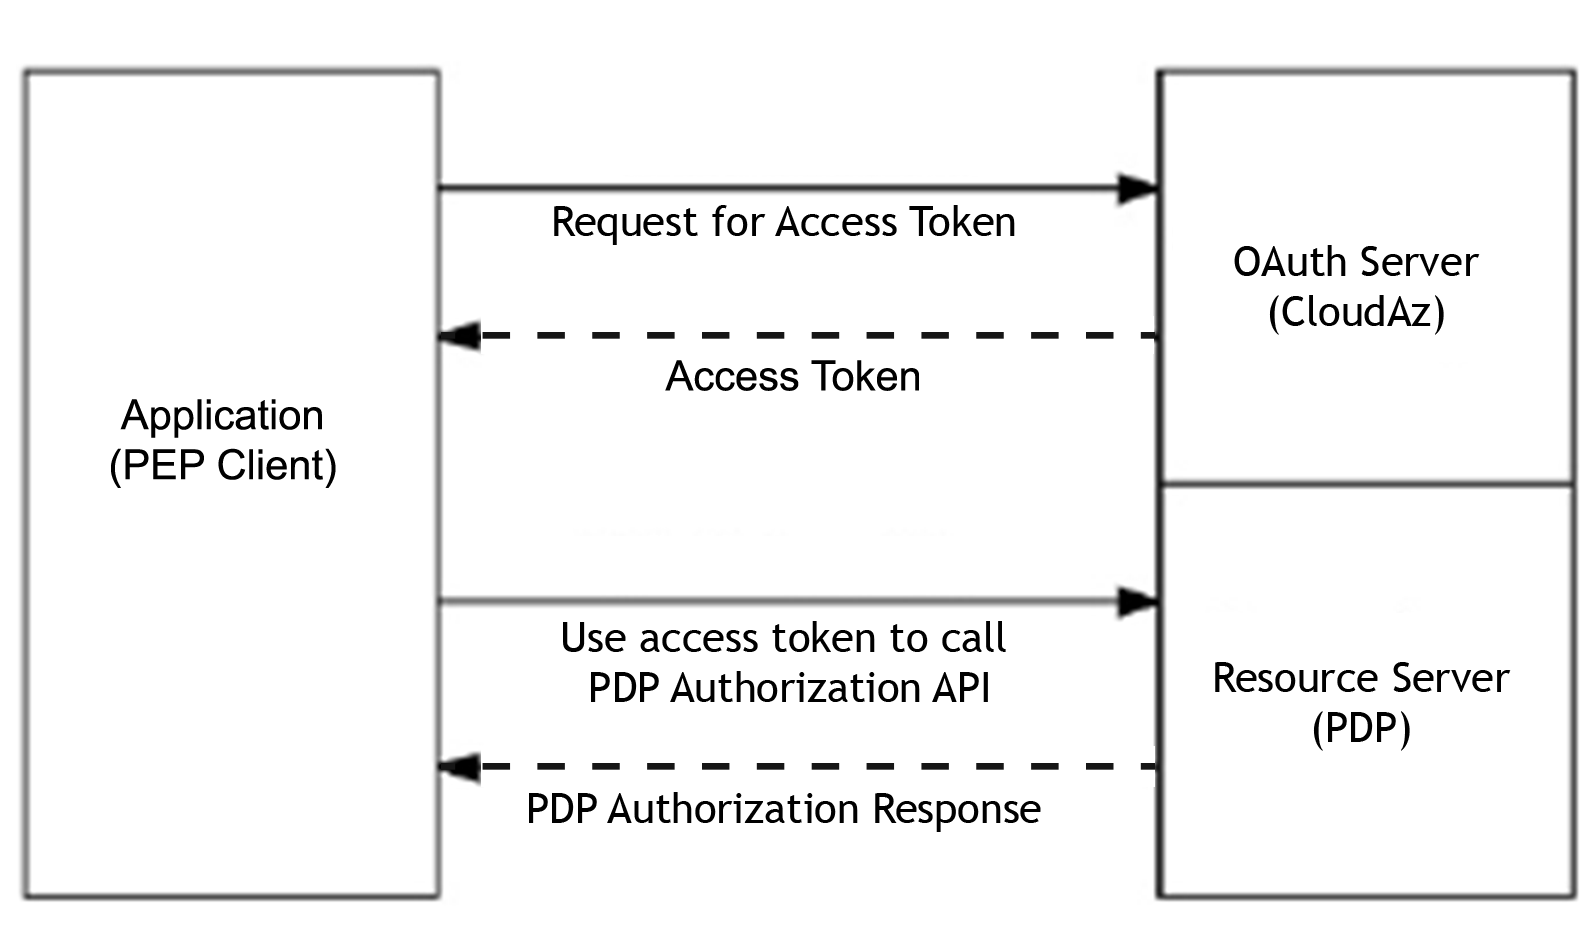 Request for Access Token
OAuth Server
(CloudAz)
Access Token
Application
(PEP Client)
Use access token to call
PDP Authorization API
Resource Server
(PDP)
PDP Authorization Response